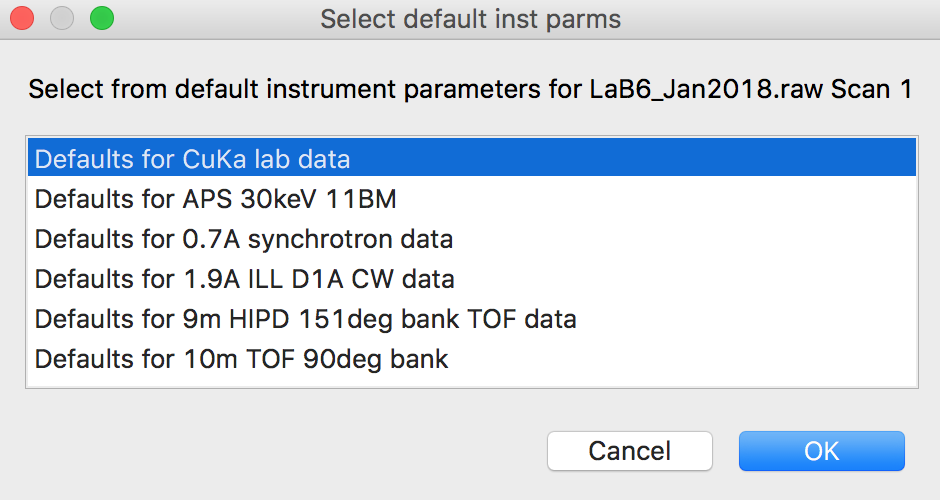 Select default inst parms
Select from default instrument parameters for LaB6_Jan2018.raw Scan 1
Defaults for CuKa lab data
Defaults for APS 30keV 11BM
Defaults for 0.7A synchrotron data
Defaults for 1.9A ILL D1A CW data
Defaults for 9m HIPD 151deg bank TOF data
Defaults for 10m TOF 90deg bank
Cancel
OK